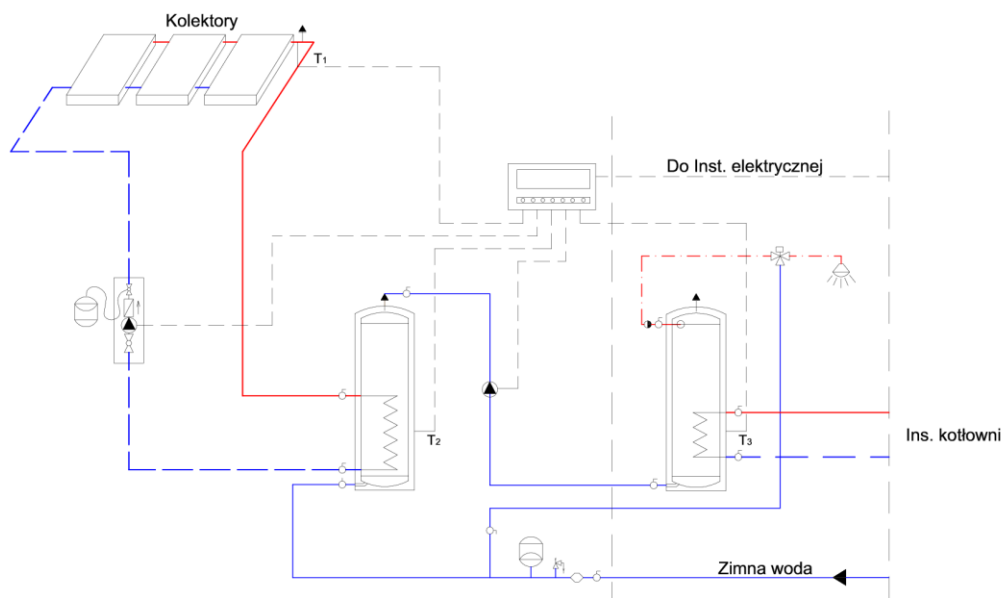 Kolektory
T1
Do Inst. elektrycznej
T2
T3
Ins. kotłowni
Zimna woda